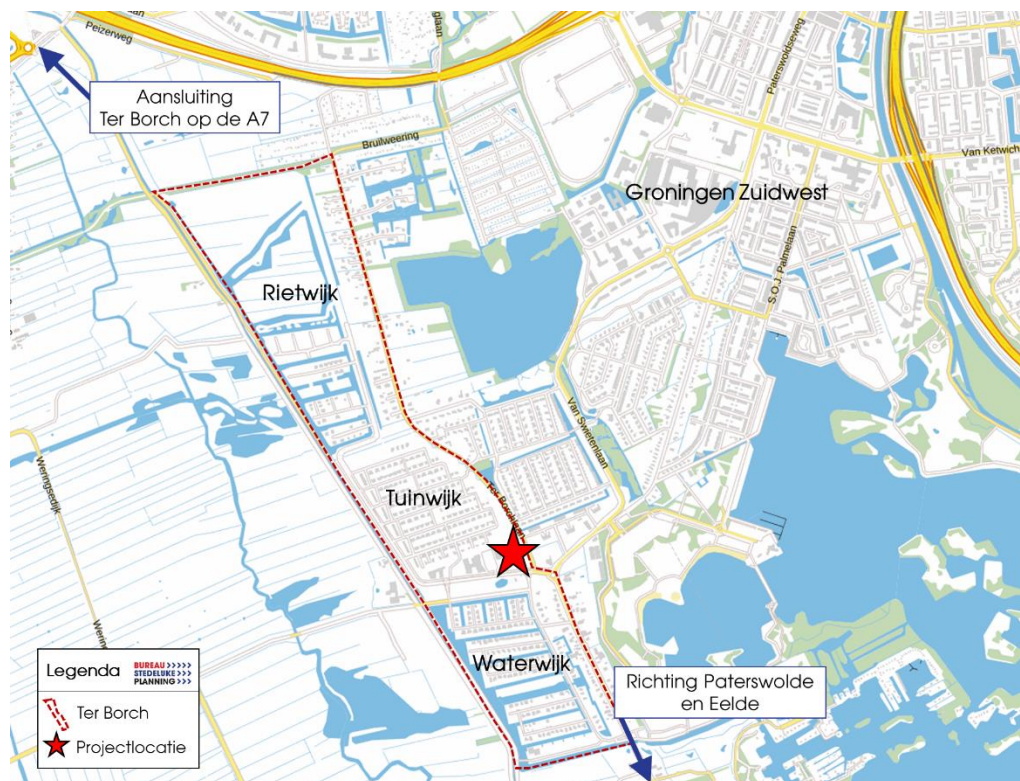 Peizerweg
Aansluiting
Ter Borch op de A7
Paterswoldseweg
Bruilweering
Van Ketwich
Groningen Zuidwest
S.O.J. Palmelaan
Rietwijk
Van Swietenlaan
Weringsedijk
Tuinwijk
Ter Borchlaan
Waterwijk
Richting Paterswolde
en Eelde
Legenda
BUREAU >>>>>
STEDELIJKE >>>
PLANNING >>>
Ter Borch
Projectlocatie